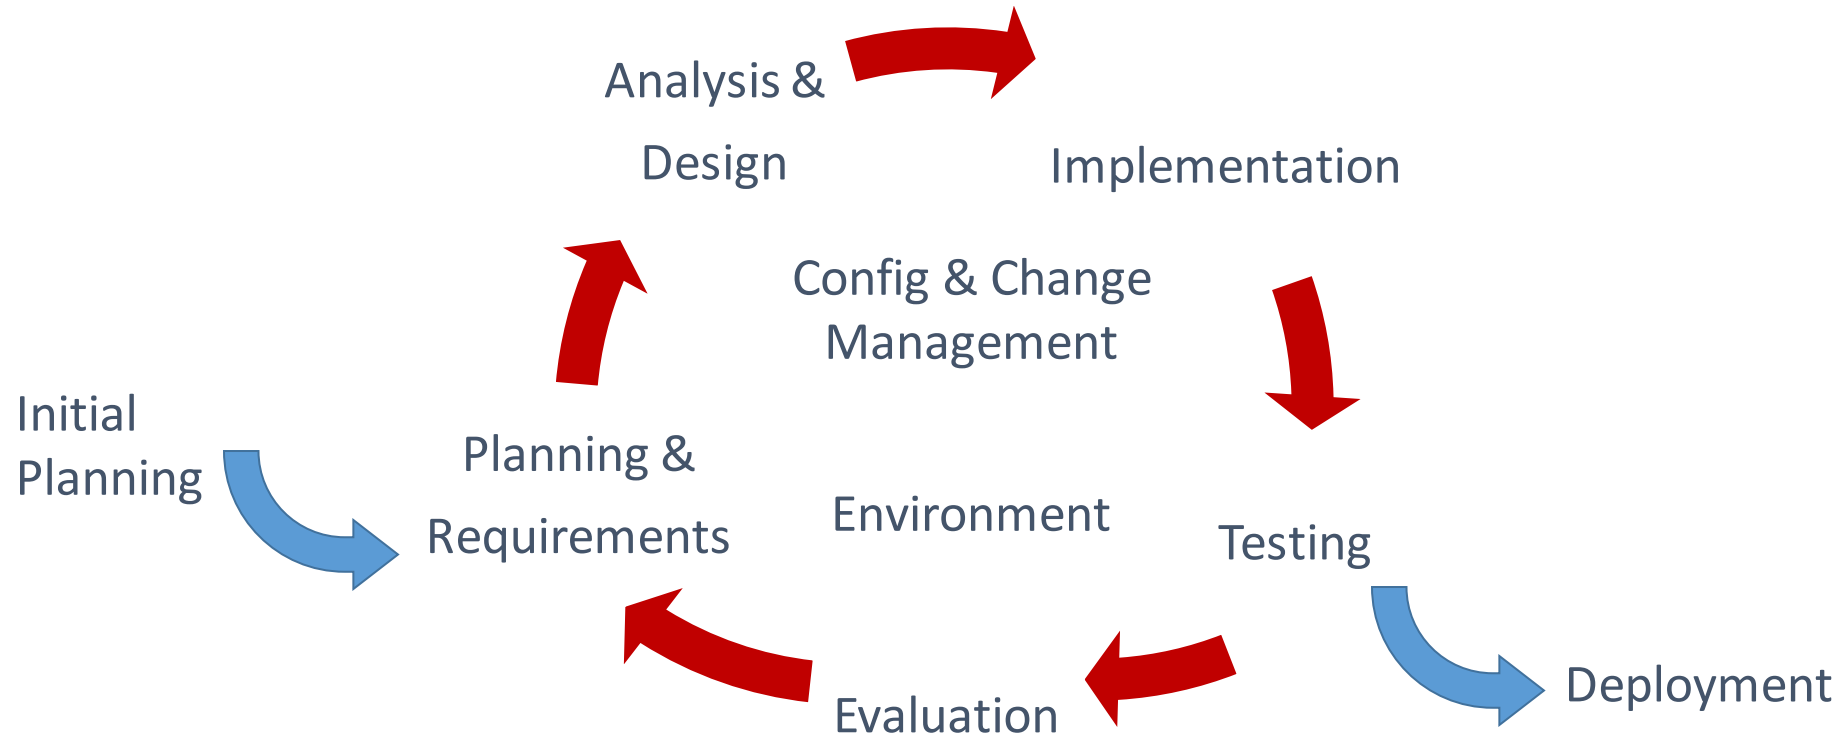 Analysis &
Design
Implementation
Config & Change
Management
Initial
Planning
Planning &
Requirements
Environment
Testing
Evaluation
Deployment